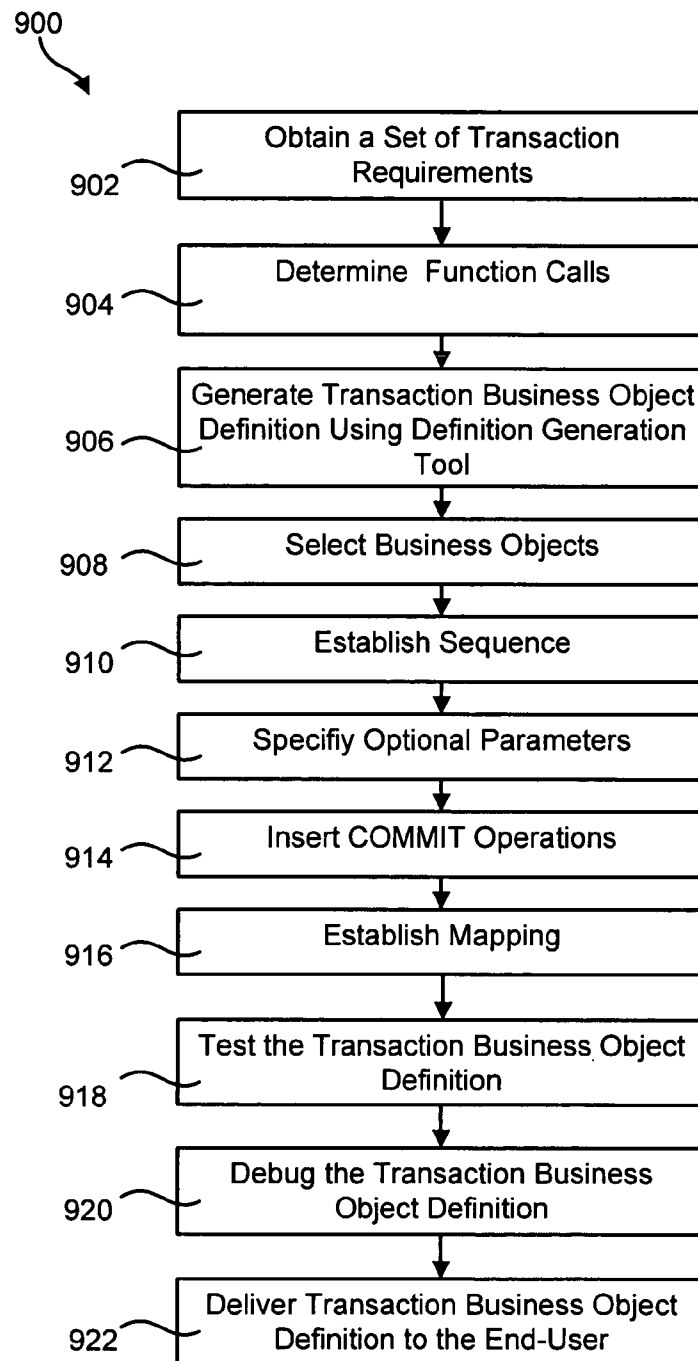 900
Obtain a Set of Transaction
Requirements
902
Determine Function Calls
904
Generate Transaction Business Object
Definition Using Definition Generation
Tool
906
Select Business Objects
908
Establish Sequence
910
Specifiy Optional Parameters
912
Insert COMMIT Operations
914
Establish Mapping
916
Test the Transaction Business Object
Definition
918
Debug the Transaction Business
Object Definition
920
Deliver Transaction Business Object
Definition to the End-User
922